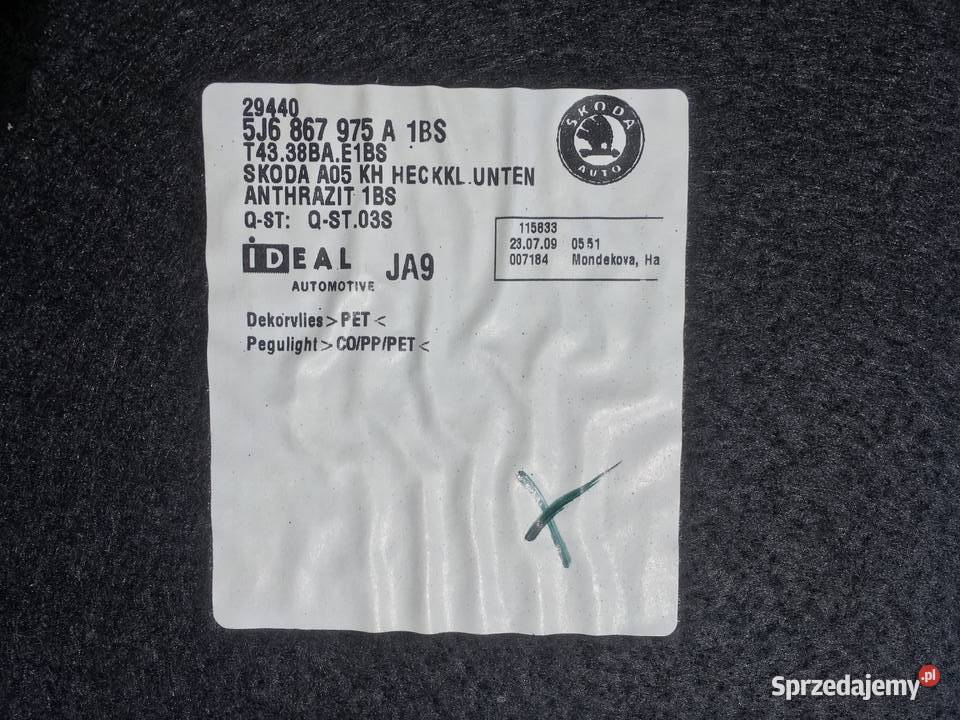 29440
5J6 867 975 A 1BS
T43.38BA.E1BS
SKODA A05 KH HECKKL.UNTEN
ANTHRAZIT 1BS
Q-ST: Q-ST.03S
ŠKODA
AUTO
115833
23.07.09 05:51
007184 Mondekova, Ha
iDEAL
AUTOMOTIVE
JA9
Dekorvlies > PET <
Pegulight > CO/PP/PET <
Sprzedajemy.pl